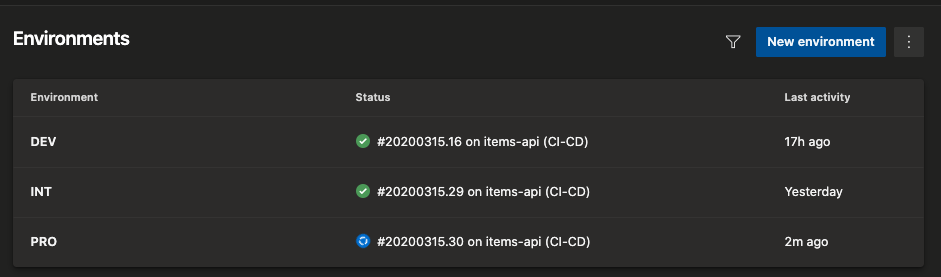 Environments
New environment
Environment Status Last activity
DEV #20200315.16 on items-api (CI-CD) 17h ago
INT #20200315.29 on items-api (CI-CD) Yesterday
PRO #20200315.30 on items-api (CI-CD) 2m ago